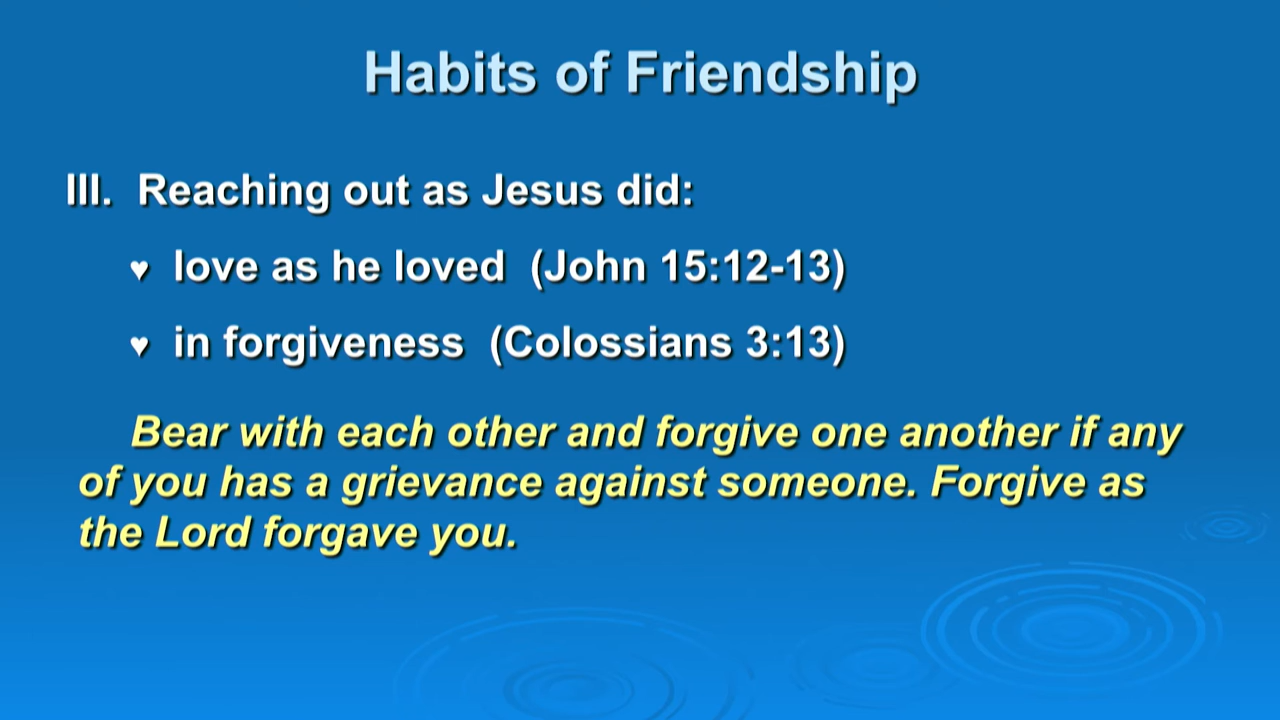 Habits of Friendship
III. Reaching out as Jesus did:
♥ love as he loved (John 15:12-13)
♥ in forgiveness (Colossians 3:13)
Bear with each other and forgive one another if any
of you has a grievance against someone. Forgive as
the Lord forgave you.